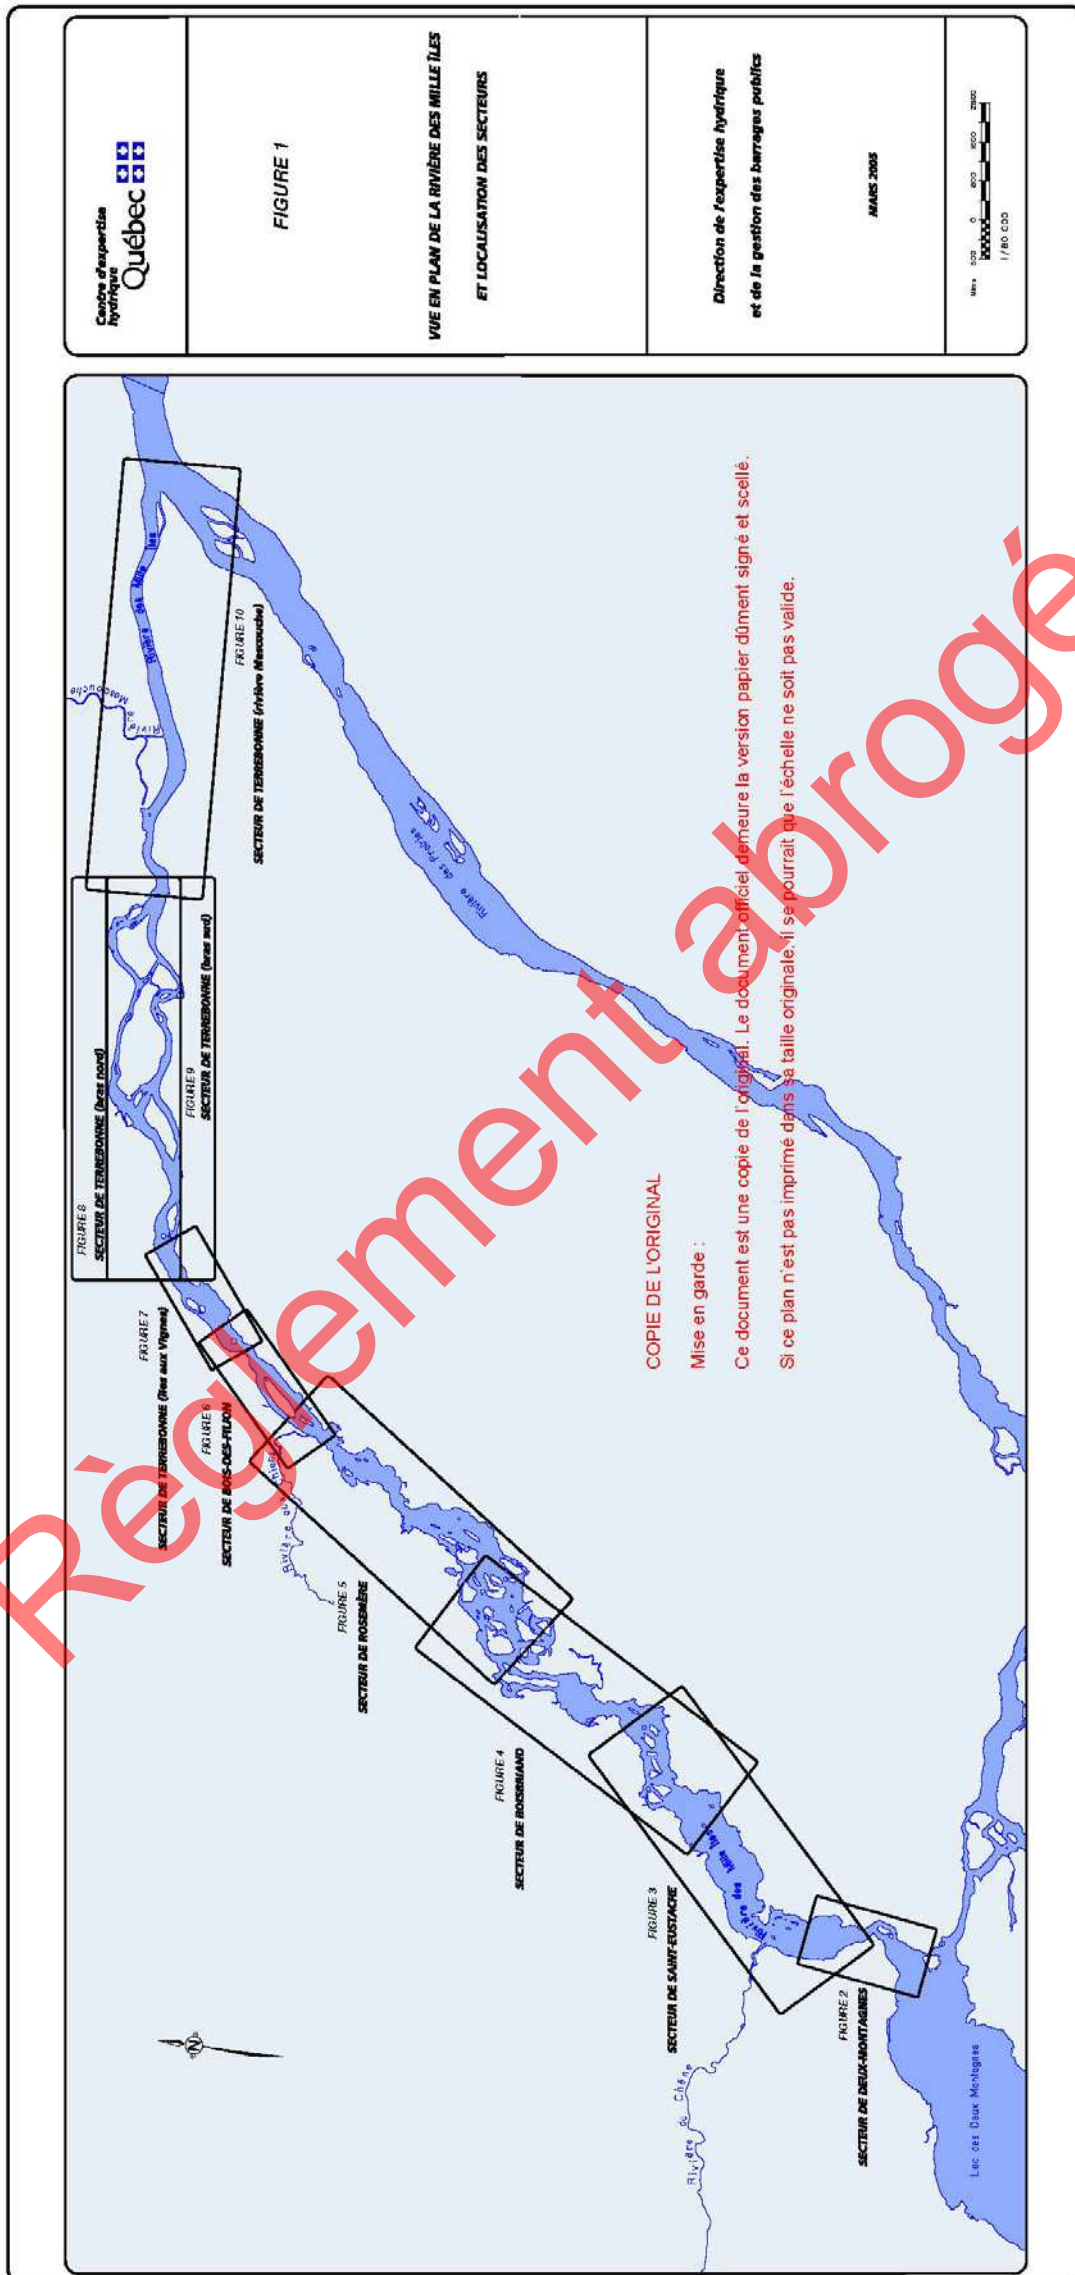 Centre d'expertise
hydrique
Québec
FIGURE 1
VUE EN PLAN DE LA RIVIÈRE DES MILLE ÎLES
ET LOCALISATION DES SECTEURS
Direction de l'expertise hydrique
et de la gestion des barrages publics
MARS 2005
1/80 000
FIGURE 2
SECTEUR DE DEUX-MONTAGNES
FIGURE 3
SECTEUR DE SAINT-EUSTACHE
FIGURE 4
SECTEUR DE BOISBRIAND
FIGURE 5
SECTEUR DE ROSEMÈRE
FIGURE 6
SECTEUR DE BOIS-DES-FILION
FIGURE 7
SECTEUR DE TERREBONNE (îles aux Vignes)
FIGURE 8
SECTEUR DE TERREBONNE (bras nord)
FIGURE 9
SECTEUR DE TERREBONNE (bras sud)
FIGURE 10
SECTEUR DE TERREBONNE (rivière Mascouche)
Rivière des Mille Îles
Rivière des Mille Îles
Rivière des Prairies
Rivière du Chêne
Lac des Deux Montagnes
N
COPIE DE L'ORIGINAL
Mise en garde :
Ce document est une copie de l'original. Le document officiel demeure la version papier dûment signé et scellé.
Si ce plan n'est pas imprimé dans sa taille originale, il se pourrait que l'échelle ne soit pas valide.
Règlement abrogé